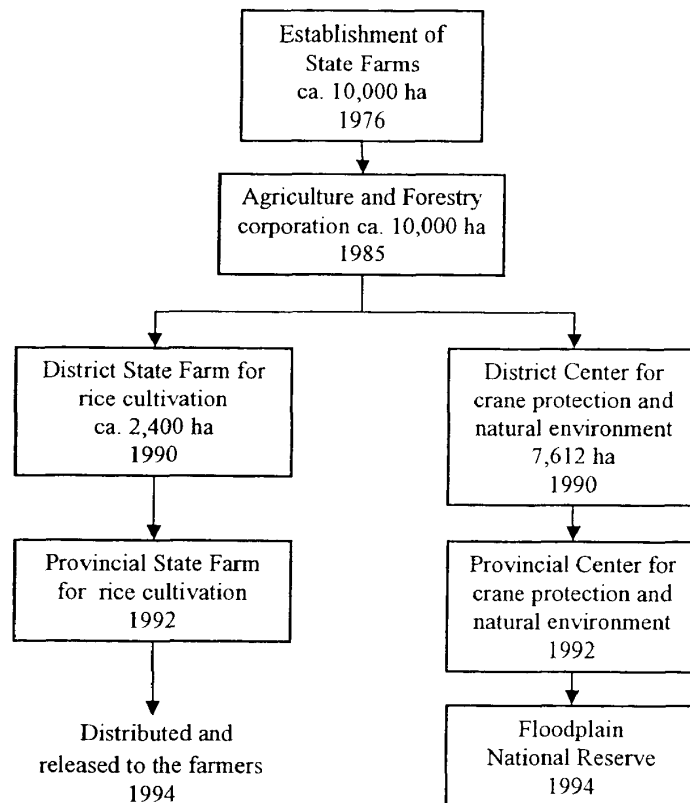 Establishment of
State Farms
ca. 10,000 ha
1976
Agriculture and Forestry
corporation ca. 10,000 ha
1985
District State Farm for
rice cultivation
ca. 2,400 ha
1990
District Center for
crane protection and
natural environment
7,612 ha
1990
Provincial State Farm
for rice cultivation
1992
Provincial Center for
crane protection and
natural environment
1992
Distributed and
released to the farmers
1994
Floodplain
National Reserve
1994